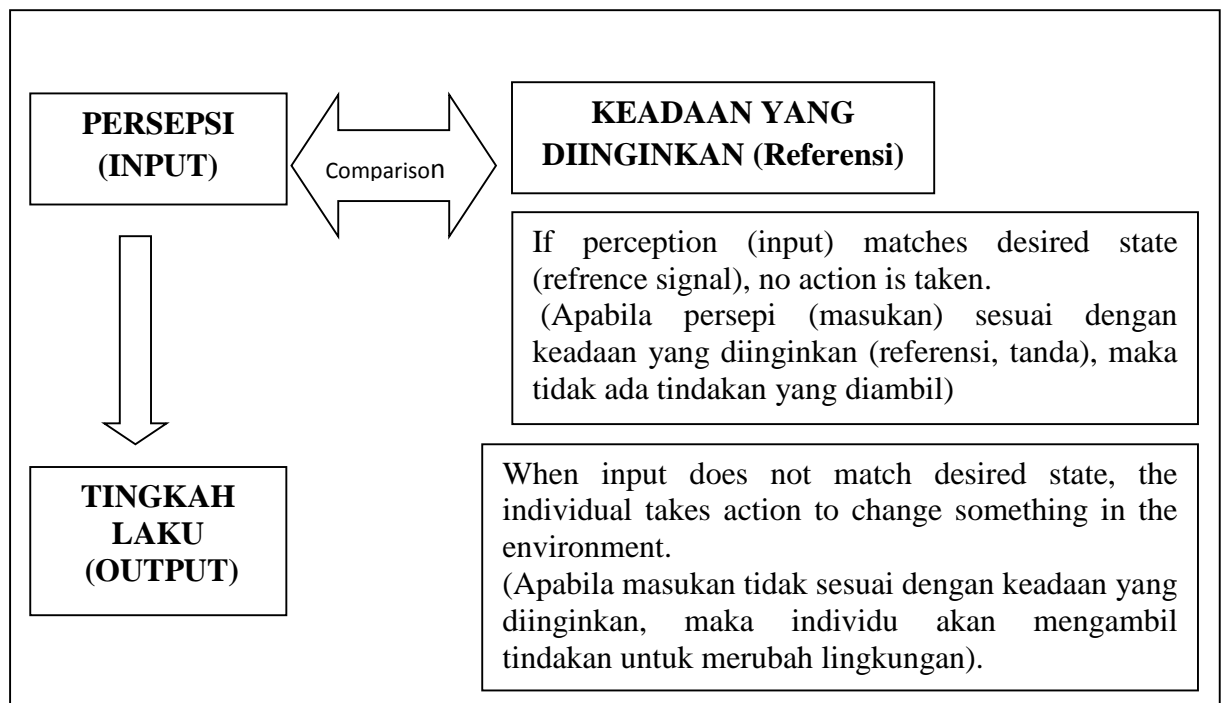 PERSEPSI
(INPUT)
Comparison
KEADAAN YANG
DIINGINKAN (Referensi)
If perception (input) matches desired state
(refrence signal), no action is taken.
(Apabila persepi (masukan) sesuai dengan
keadaan yang diinginkan (referensi, tanda), maka
tidak ada tindakan yang diambil)
TINGKAH
LAKU
(OUTPUT)
When input does not match desired state, the
individual takes action to change something in the
environment.
(Apabila masukan tidak sesuai dengan keadaan yang
diinginkan, maka individu akan mengambil
tindakan untuk merubah lingkungan).